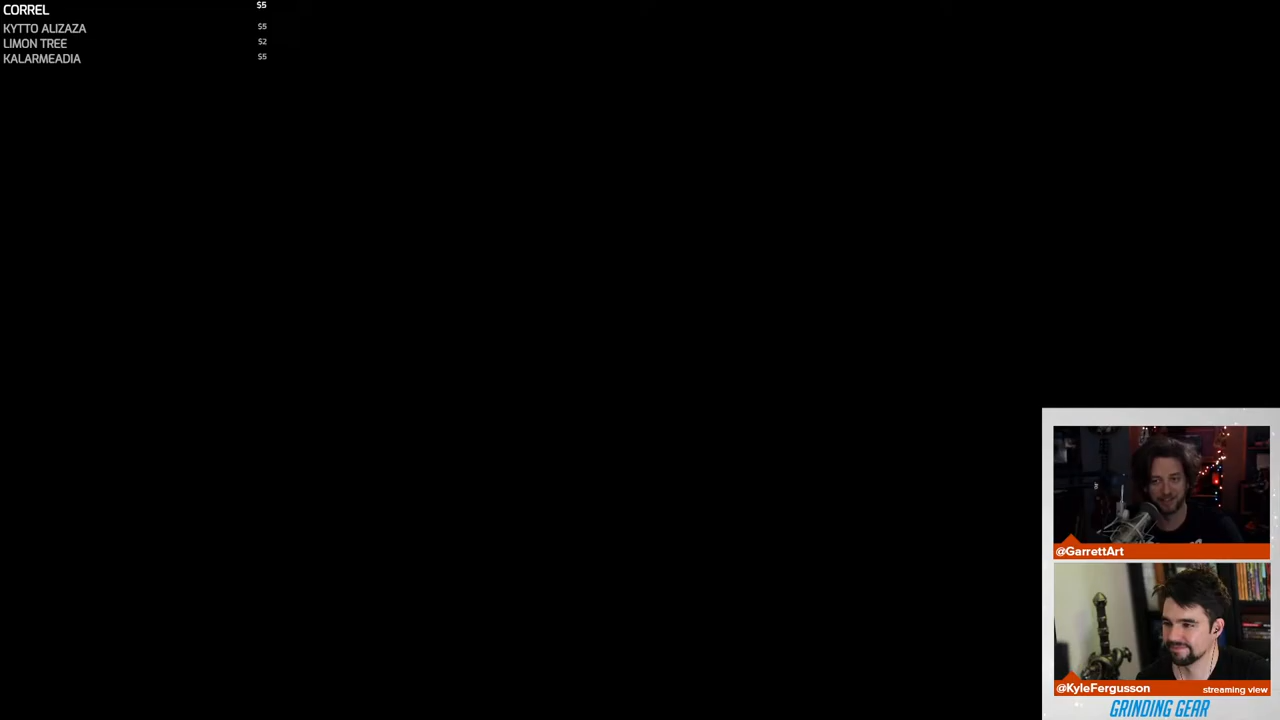 CORREL $5
KYTTO ALIZAZA $5
LIMON TREE $2
KALARMEADIA $5
@GarrettArt
@KyleFergusson streaming view
GRINDING GEAR